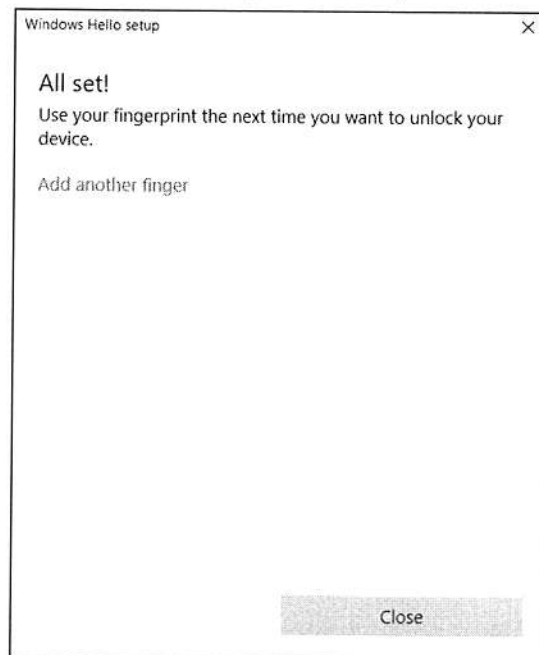 Windows Hello setup
All set!
Use your fingerprint the next time you want to unlock your
device.
Add another finger
Close